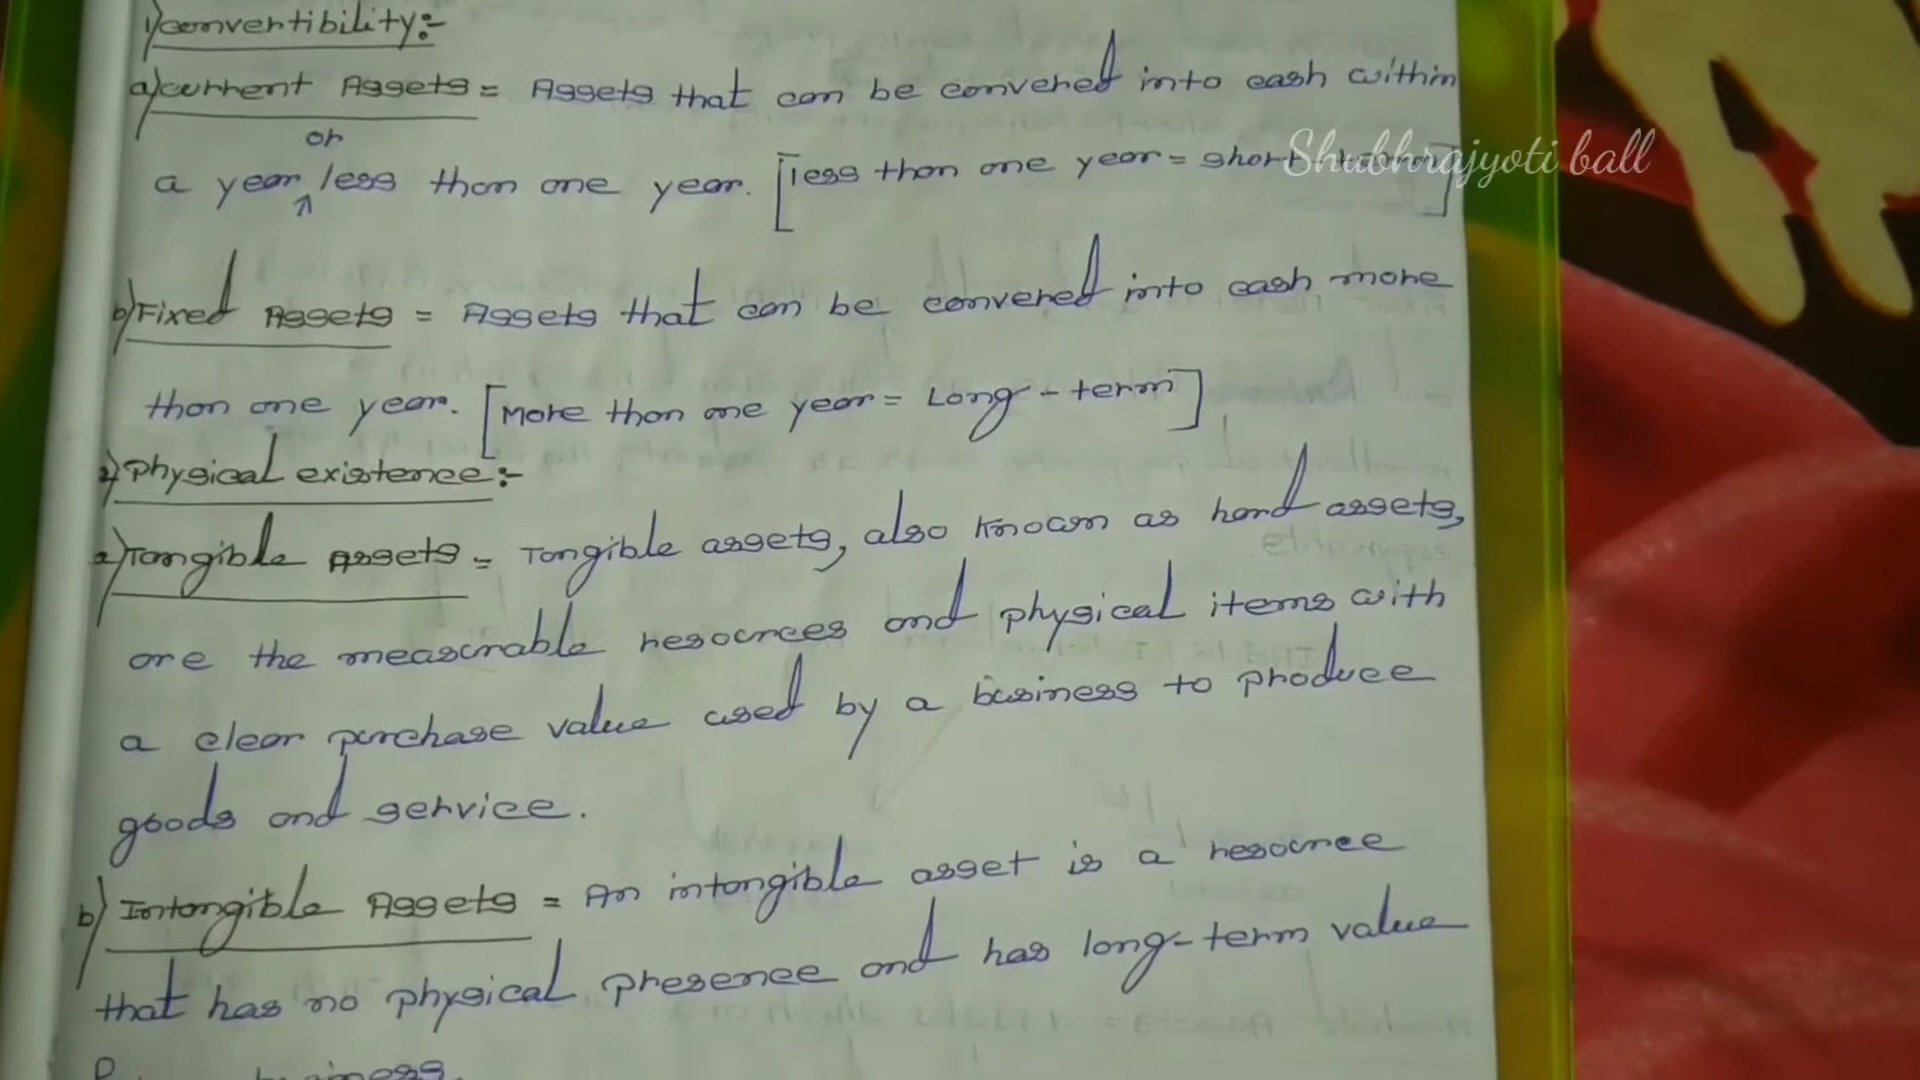 1) convertibility:-
a) current Assets = Assets that can be convered into cash within
or
a year less than one year. [less than one year = short-term]
Shubhrajyoti ball
b) Fixed Assets = Assets that can be convered into cash more
than one year. [More than one year = Long-term]
2) Physical existence:-
a) Tangible Assets = Tangible assets, also known as hard assets,
are the measurable resources and physical items with
a clear purchase value used by a business to produce
goods and service.
b) Intangible Assets = An intangible asset is a resource
that has no physical presence and has long-term value
business.